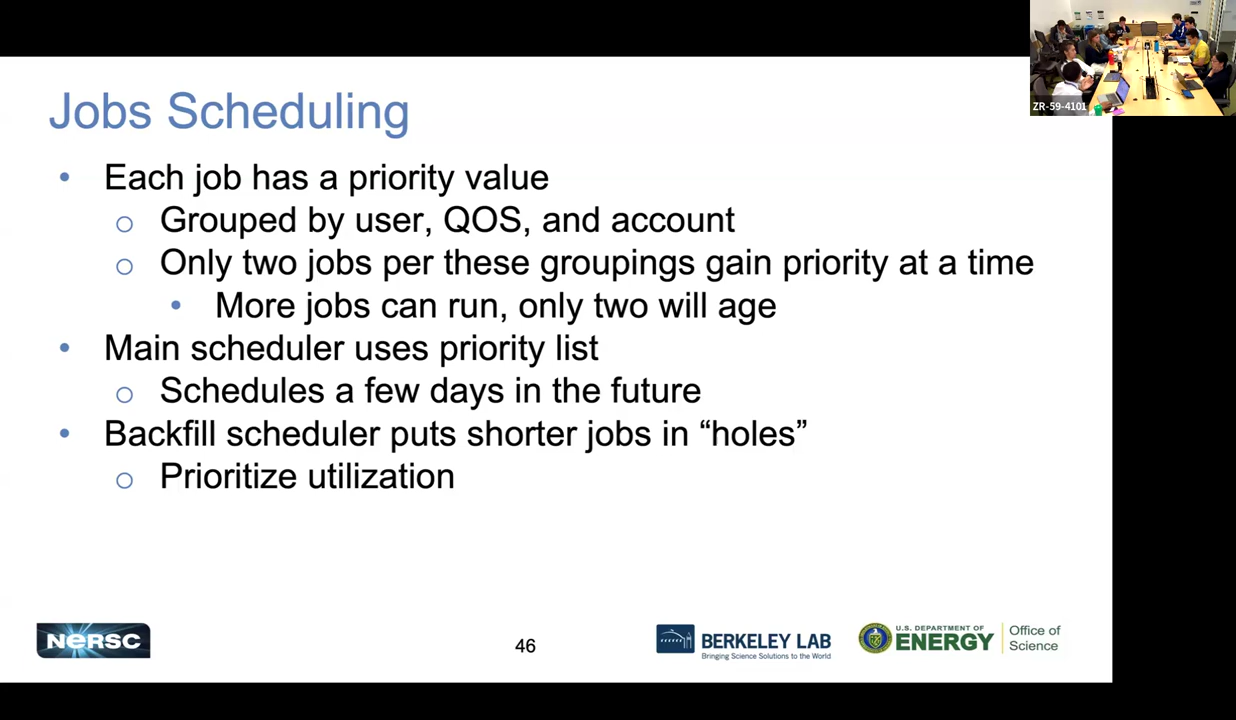 ZR-59-4101
Jobs Scheduling
• Each job has a priority value
○ Grouped by user, QOS, and account
○ Only two jobs per these groupings gain priority at a time
• More jobs can run, only two will age
• Main scheduler uses priority list
○ Schedules a few days in the future
• Backfill scheduler puts shorter jobs in “holes”
○ Prioritize utilization
NERSC
46
BERKELEY LAB
Bringing Science Solutions to the World
U.S. DEPARTMENT OF
ENERGY
Office of
Science